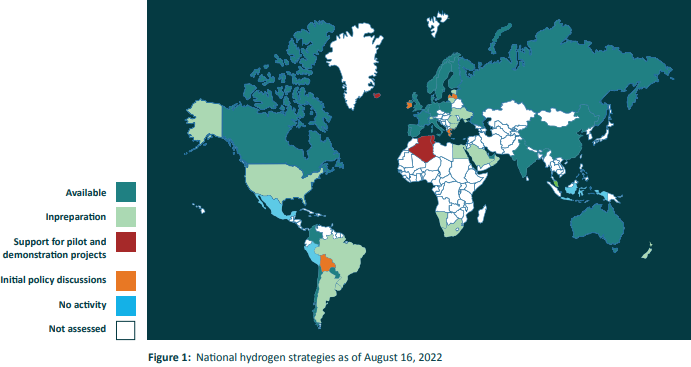 Available
Inpreparation
Support for pilot and
demonstration projects
Initial policy discussions
No activity
Not assessed
Figure 1: National hydrogen strategies as of August 16, 2022